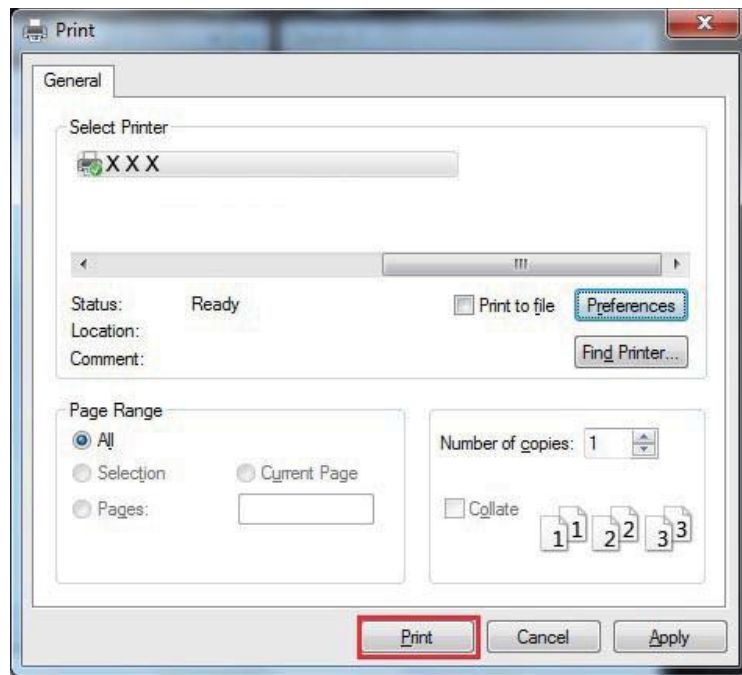 Print
General
Select Printer
X X X
Status: Ready Print to file Preferences
Location:
Comment: Find Printer...
Page Range
All Number of copies: 1
Selection Current Page
Pages: Collate
1 1 2 2 3 3
Print Cancel Apply